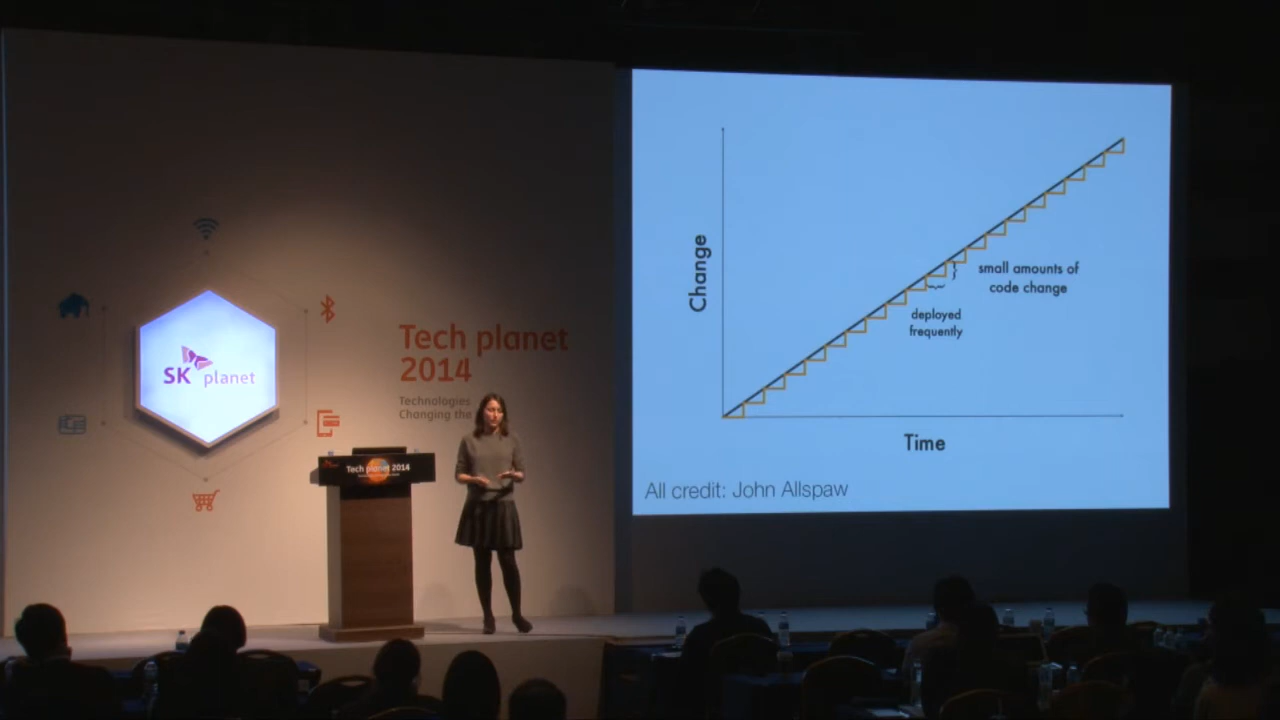 SK planet
Tech planet
2014
Technologies
Changing the
Tech planet 2014
Change
small amounts of
code change
deployed
frequently
Time
All credit: John Allspaw